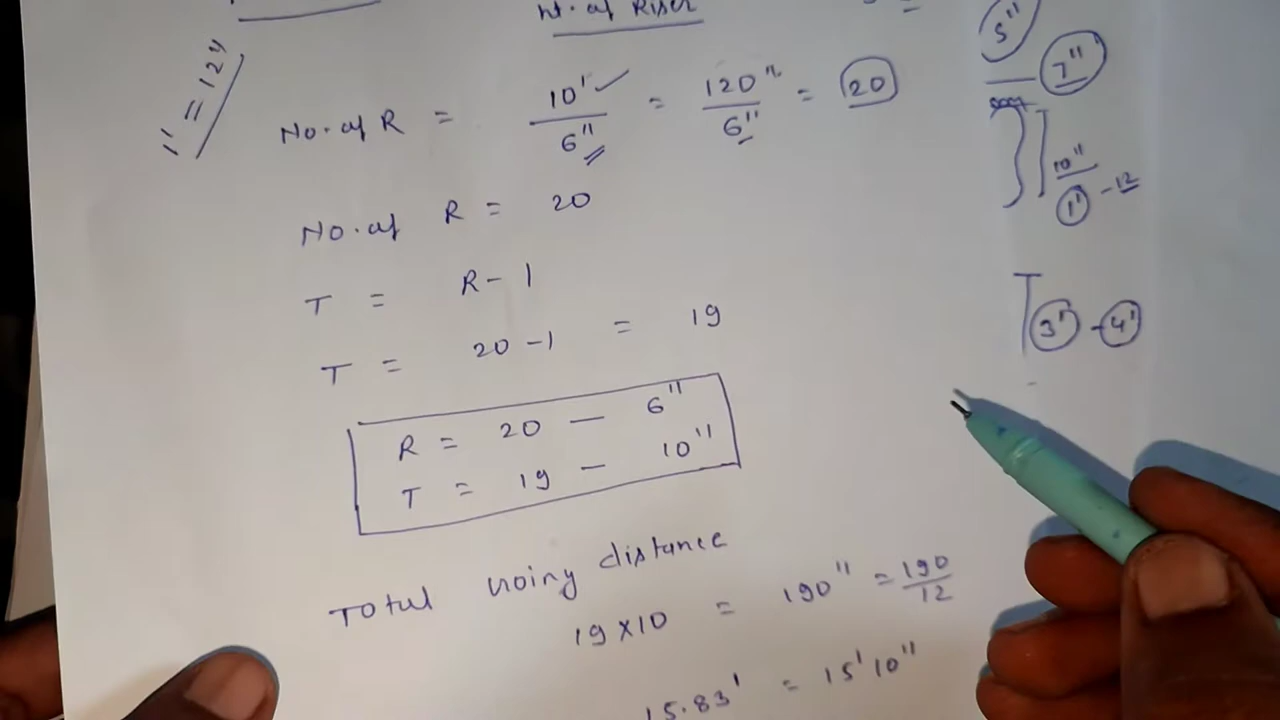 ht. of Riser
1' = 12"
No. of R = 10' / 6" = 120" / 6" = 20
No. of R = 20
T = R - 1
T = 20 - 1 = 19
R = 20 — 6"
T = 19 — 10"
Total going distance
19 x 10 = 190" = 190 / 12
15.83' = 15' 10"
5"
7"
10"
1' - 12
3' - 4'